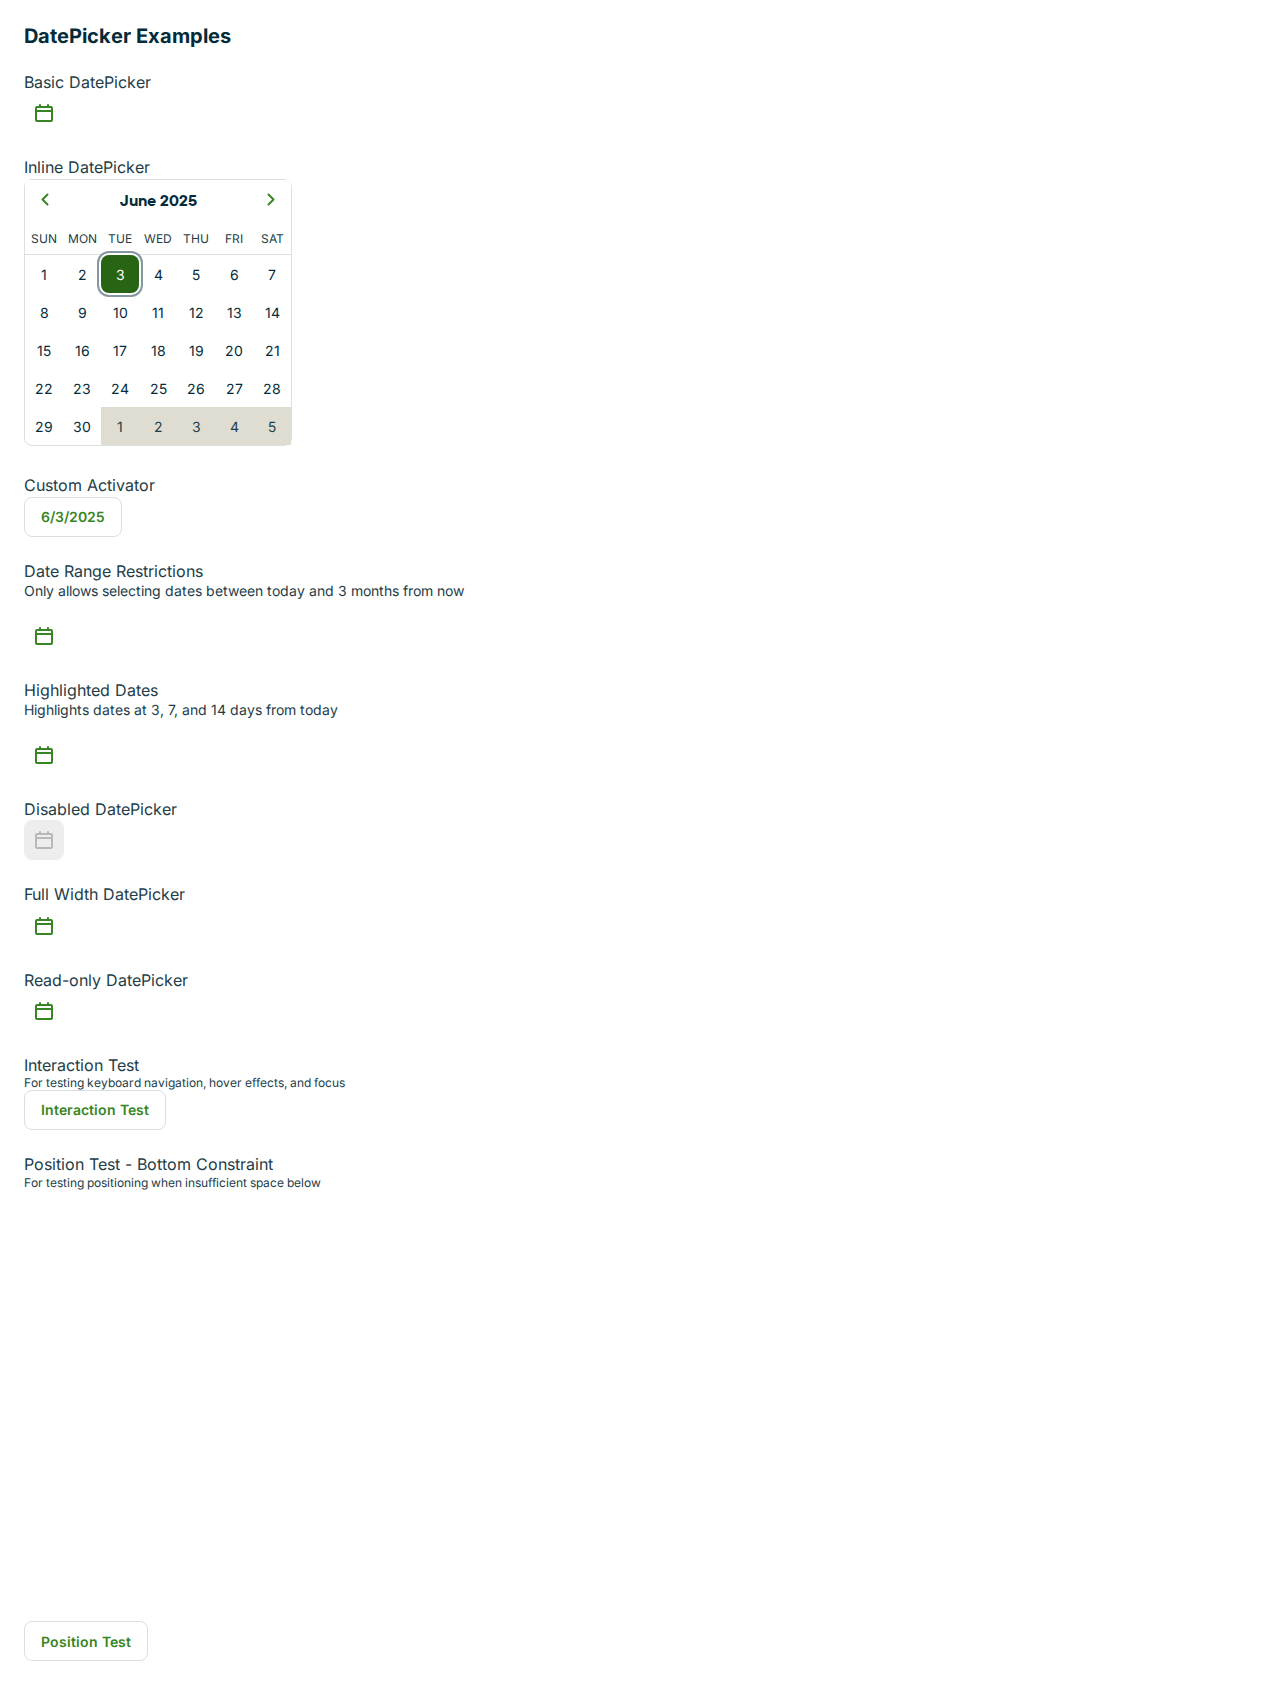 DatePicker Examples
Basic DatePicker
Inline DatePicker
June 2025
SUN MON TUE WED THU FRI SAT
1 2 3 4 5 6 7
8 9 10 11 12 13 14
15 16 17 18 19 20 21
22 23 24 25 26 27 28
29 30 1 2 3 4 5
Custom Activator
6/3/2025
Date Range Restrictions
Only allows selecting dates between today and 3 months from now
Highlighted Dates
Highlights dates at 3, 7, and 14 days from today
Disabled DatePicker
Full Width DatePicker
Read-only DatePicker
Interaction Test
For testing keyboard navigation, hover effects, and focus
Interaction Test
Position Test - Bottom Constraint
For testing positioning when insufficient space below
Position Test